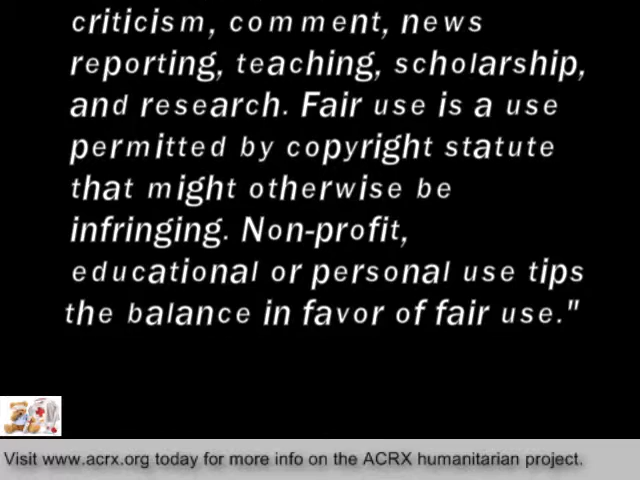 criticism, comment, news
reporting, teaching, scholarship,
and research. Fair use is a use
permitted by copyright statute
that might otherwise be
infringing. Non-profit,
educational or personal use tips
the balance in favor of fair use."
Visit www.acrx.org today for more info on the ACRX humanitarian project.